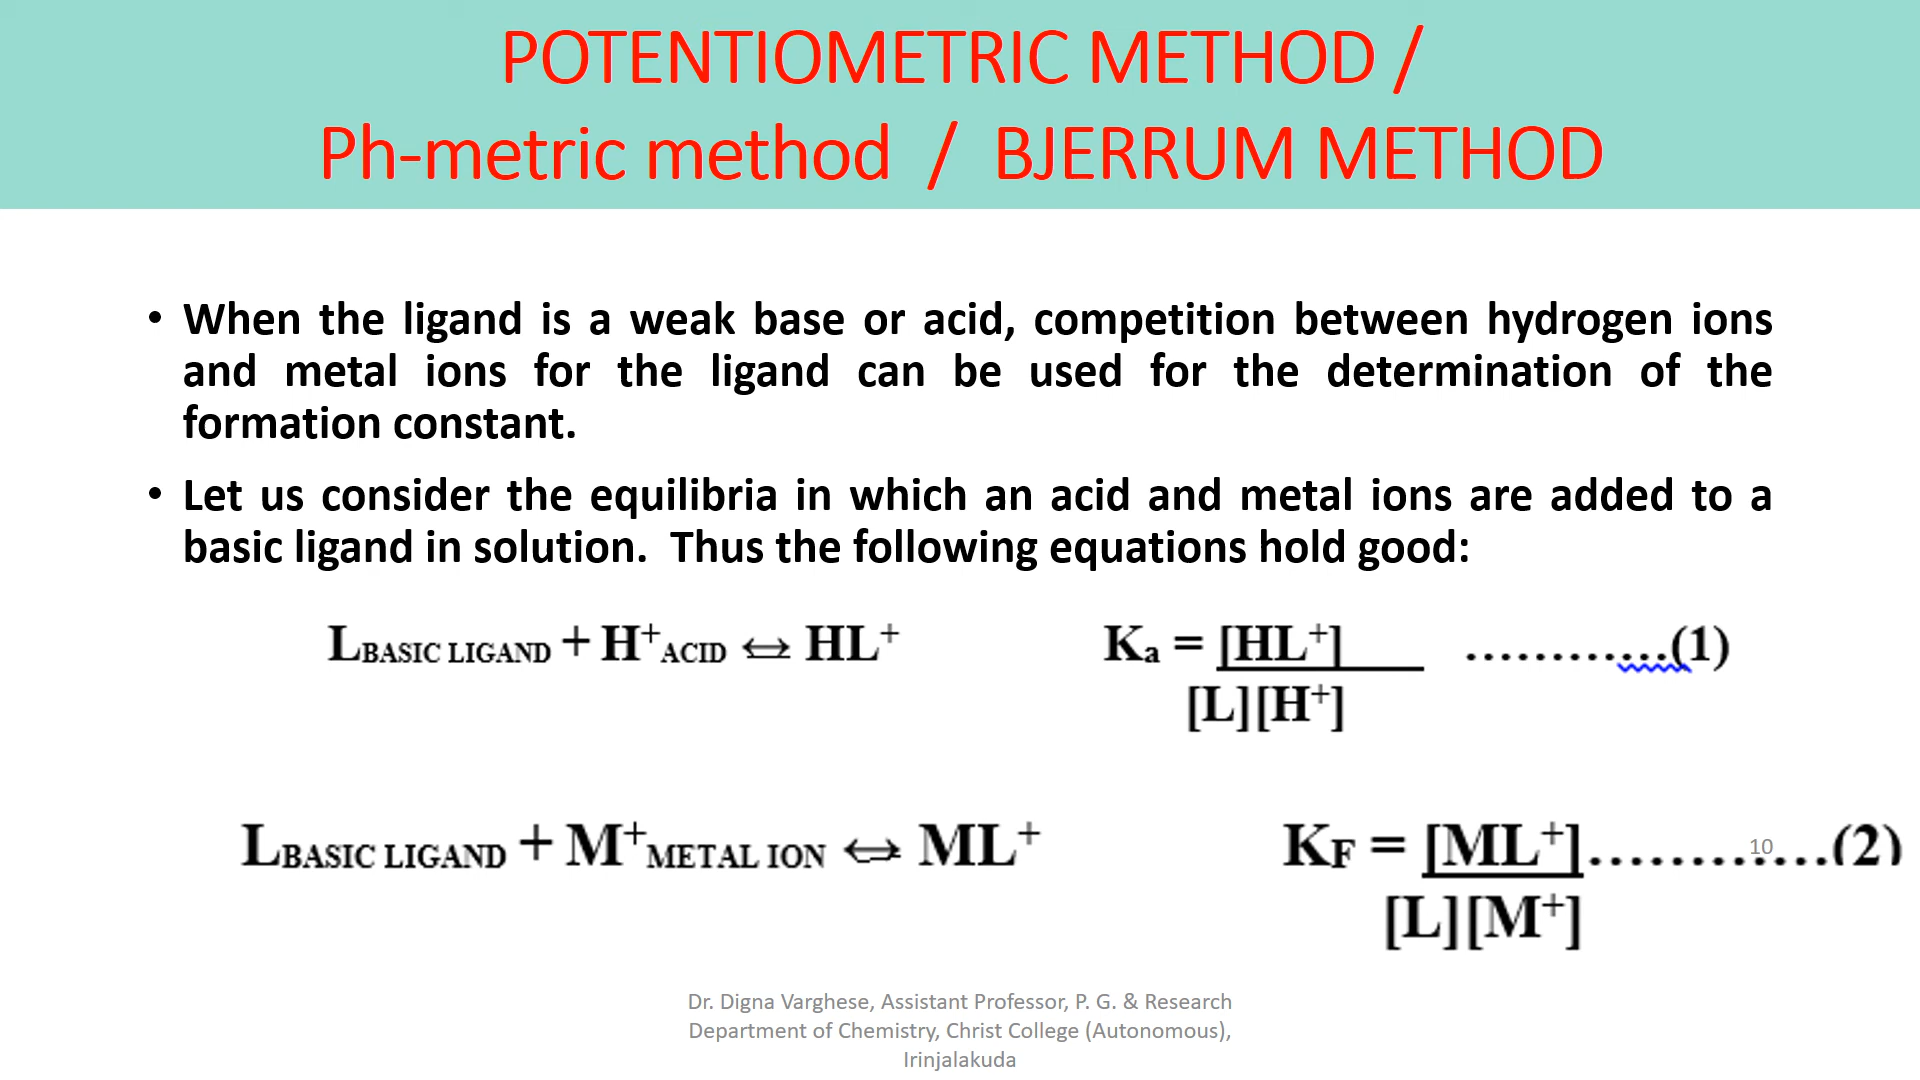 POTENTIOMETRIC METHOD /
Ph-metric method / BJERRUM METHOD
• When the ligand is a weak base or acid, competition between hydrogen ions
and metal ions for the ligand can be used for the determination of the
formation constant.
• Let us consider the equilibria in which an acid and metal ions are added to a
basic ligand in solution. Thus the following equations hold good:
L BASIC LIGAND + H⁺ ACID ⇔ HL⁺ Kₐ = [HL⁺] ............(1)
[L][H⁺]
L BASIC LIGAND + M⁺ METAL ION ⇔ ML⁺ K_F = [ML⁺]............(2)
10
[L][M⁺]
Dr. Digna Varghese, Assistant Professor, P. G. & Research
Department of Chemistry, Christ College (Autonomous),
Irinjalakuda